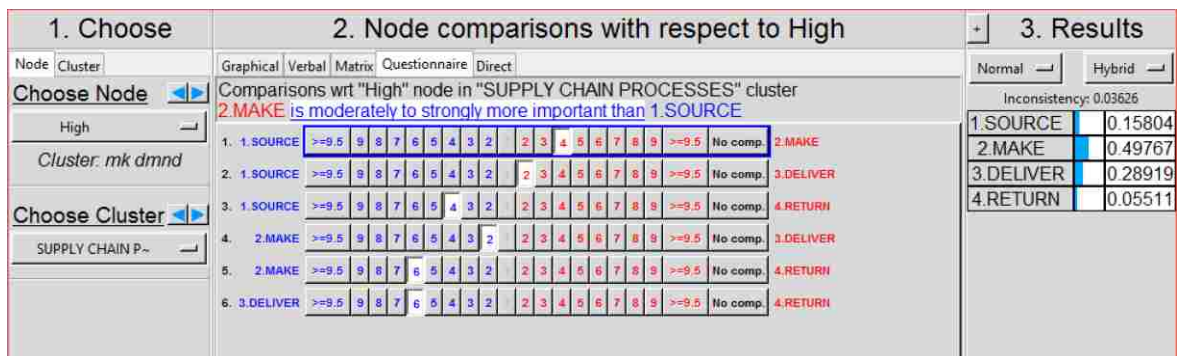 1. Choose
Node Cluster
Choose Node
High
Cluster: mk dmnd
Choose Cluster
SUPPLY CHAIN P~
2. Node comparisons with respect to High
Graphical Verbal Matrix Questionnaire Direct
Comparisons wrt "High" node in "SUPPLY CHAIN PROCESSES" cluster
2.MAKE is moderately to strongly more important than 1.SOURCE
1. 1.SOURCE >=9.5 9 8 7 6 5 4 3 2 2 3 4 5 6 7 8 9 >=9.5 No comp. 2.MAKE
2. 1.SOURCE >=9.5 9 8 7 6 5 4 3 2 2 3 4 5 6 7 8 9 >=9.5 No comp. 3.DELIVER
3. 1.SOURCE >=9.5 9 8 7 6 5 4 3 2 2 3 4 5 6 7 8 9 >=9.5 No comp. 4.RETURN
4. 2.MAKE >=9.5 9 8 7 6 5 4 3 2 2 3 4 5 6 7 8 9 >=9.5 No comp. 3.DELIVER
5. 2.MAKE >=9.5 9 8 7 6 5 4 3 2 2 3 4 5 6 7 8 9 >=9.5 No comp. 4.RETURN
6. 3.DELIVER >=9.5 9 8 7 6 5 4 3 2 2 3 4 5 6 7 8 9 >=9.5 No comp. 4.RETURN
+ 3. Results
Normal Hybrid
Inconsistency: 0.03626
1.SOURCE 0.15804
2.MAKE 0.49767
3.DELIVER 0.28919
4.RETURN 0.05511